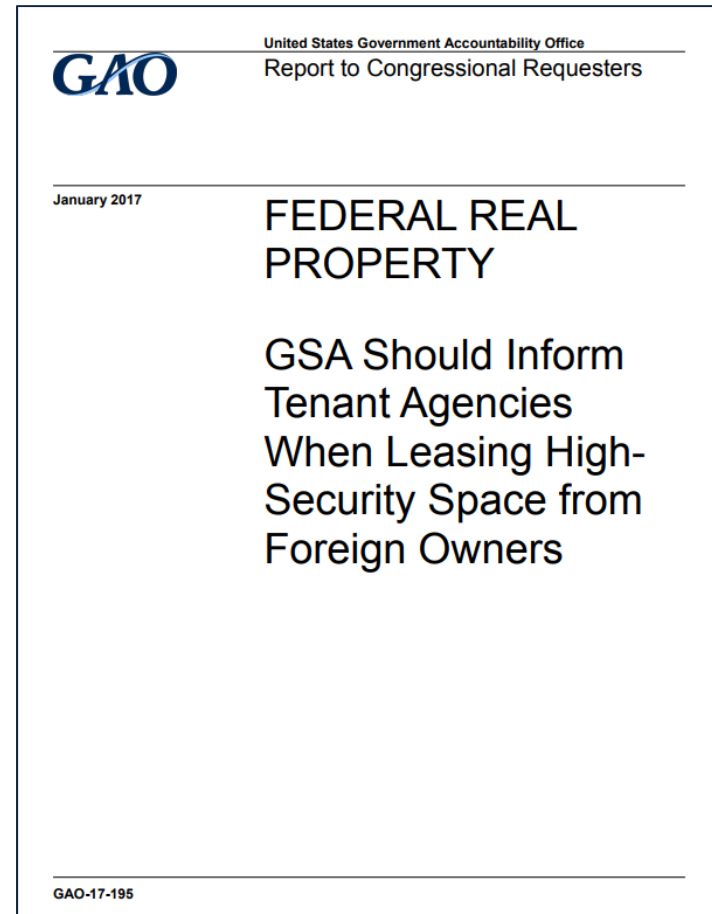 United States Government Accountability Office
GAO
Report to Congressional Requesters
January 2017
FEDERAL REAL
PROPERTY
GSA Should Inform
Tenant Agencies
When Leasing High-
Security Space from
Foreign Owners
GAO-17-195